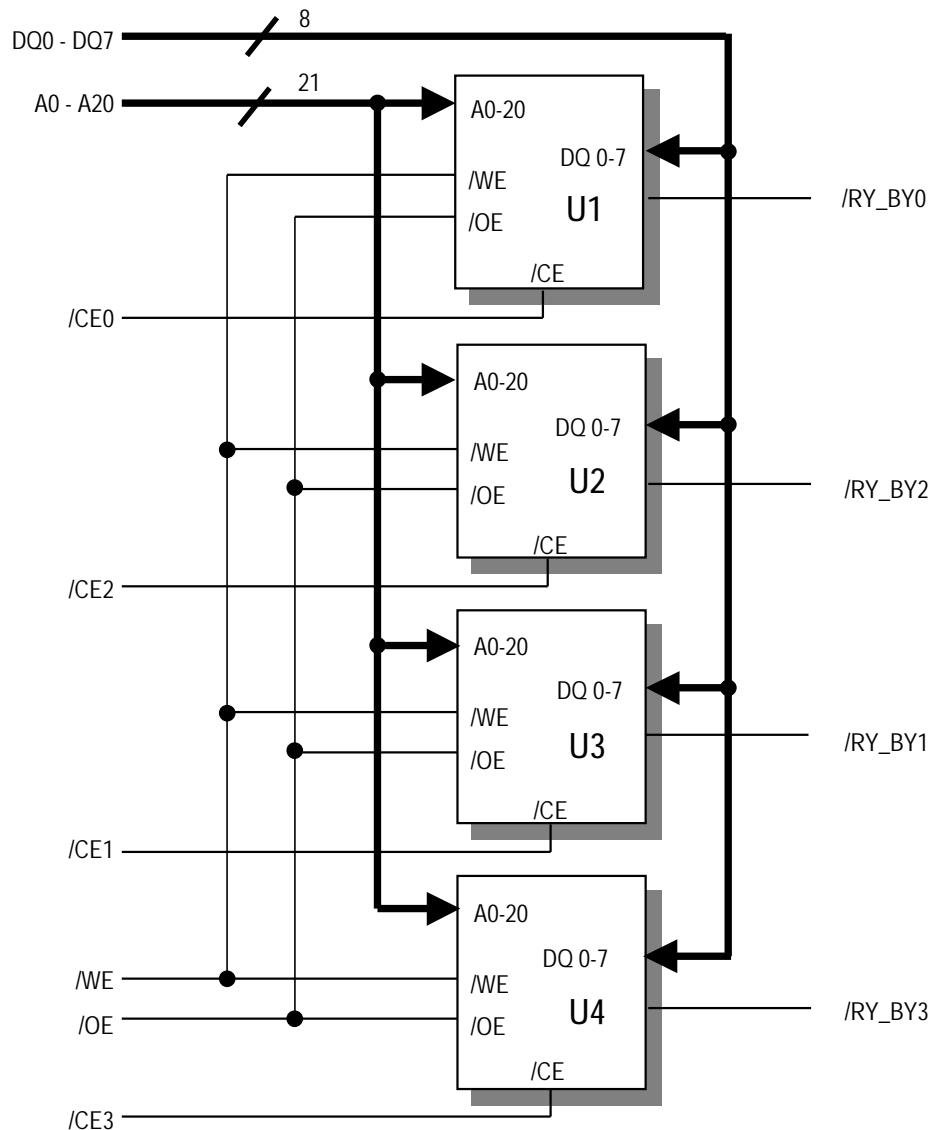 8
DQ0 - DQ7
21
A0 - A20
A0-20
DQ 0-7
/WE
U1
/RY_BY0
/OE
/CE
/CE0
A0-20
DQ 0-7
/WE
U2
/RY_BY2
/OE
/CE
/CE2
A0-20
DQ 0-7
/WE
U3
/RY_BY1
/OE
/CE
/CE1
A0-20
DQ 0-7
/WE
/WE
U4
/RY_BY3
/OE
/OE
/CE
/CE3